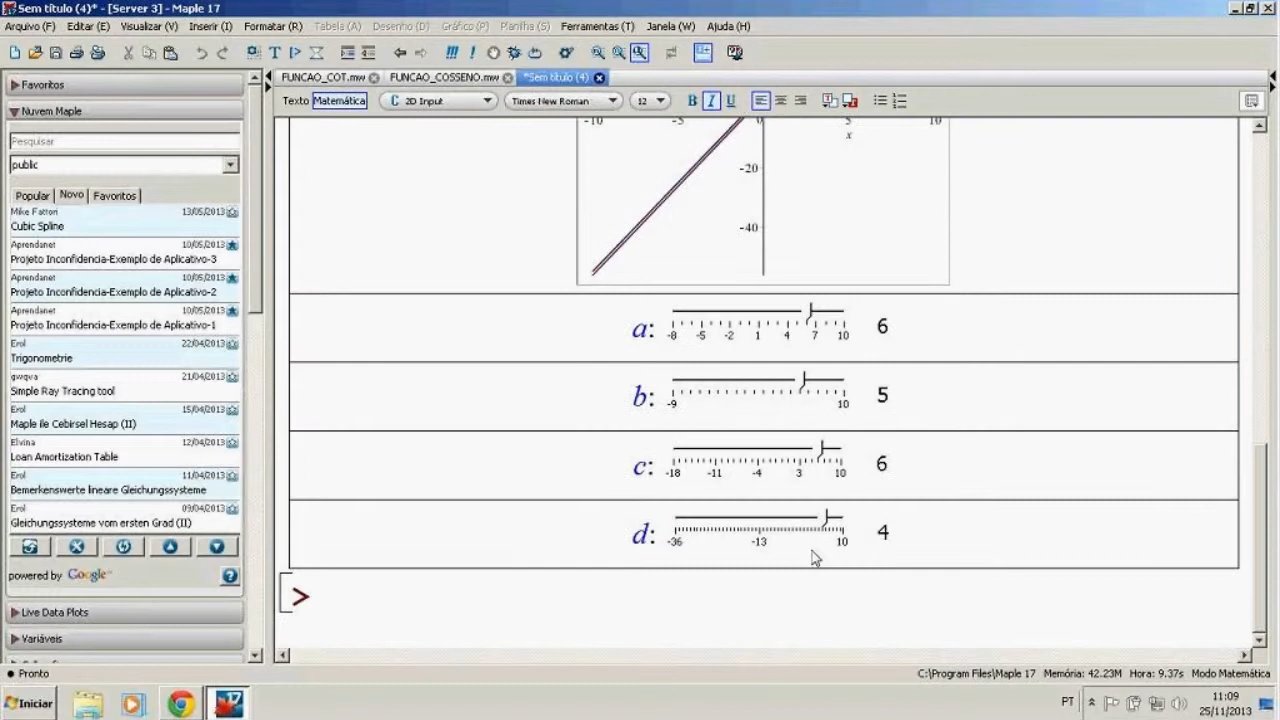 Sem título (4)* - [Server 3] - Maple 17
Arquivo (F) Editar (E) Visualizar (V) Inserir (I) Formatar (R) Tabela (A) Desenho (D) Gráfico (P) Planilha (S) Ferramentas (T) Janela (W) Ajuda (H)
FUNCAO_COT.mw FUNCAO_COSSENO.mw *Sem título (4)
Texto Matemática C 2D Input Times New Roman 12 B I U
Favoritos
Nuvem Maple
Pesquisar
public
Popular Novo Favoritos
Mike Fattori 13/05/2013
Cubic Spline
Aprendanet 10/05/2013
Projeto Inconfidencia-Exemplo de Aplicativo-3
Aprendanet 10/05/2013
Projeto Inconfidencia-Exemplo de Aplicativo-2
Aprendanet 10/05/2013
Projeto Inconfidencia-Exemplo de Aplicativo-1
Erol 22/04/2013
Trigonometrie
gwqva 21/04/2013
Simple Ray Tracing tool
Erol 15/04/2013
Maple ile Cebirsel Hesap (II)
Elvina 12/04/2013
Loan Amortization Table
Erol 11/04/2013
Bemerkenswerte lineare Gleichungssysteme
Erol 09/04/2013
Gleichungssysteme vom ersten Grad (II)
powered by Google™
Live Data Plots
Variáveis
-10 -5 0 5 10
x
-20
-40
a: -8 -5 -2 1 4 7 10 6
b: -9 10 5
c: -18 -11 -4 3 10 6
d: -36 -13 10 4
>
Pronto
C:\Program Files\Maple 17 Memória: 42.23M Hora: 9.37s Modo Matemática
Iniciar
17
PT
11:09
25/11/2013